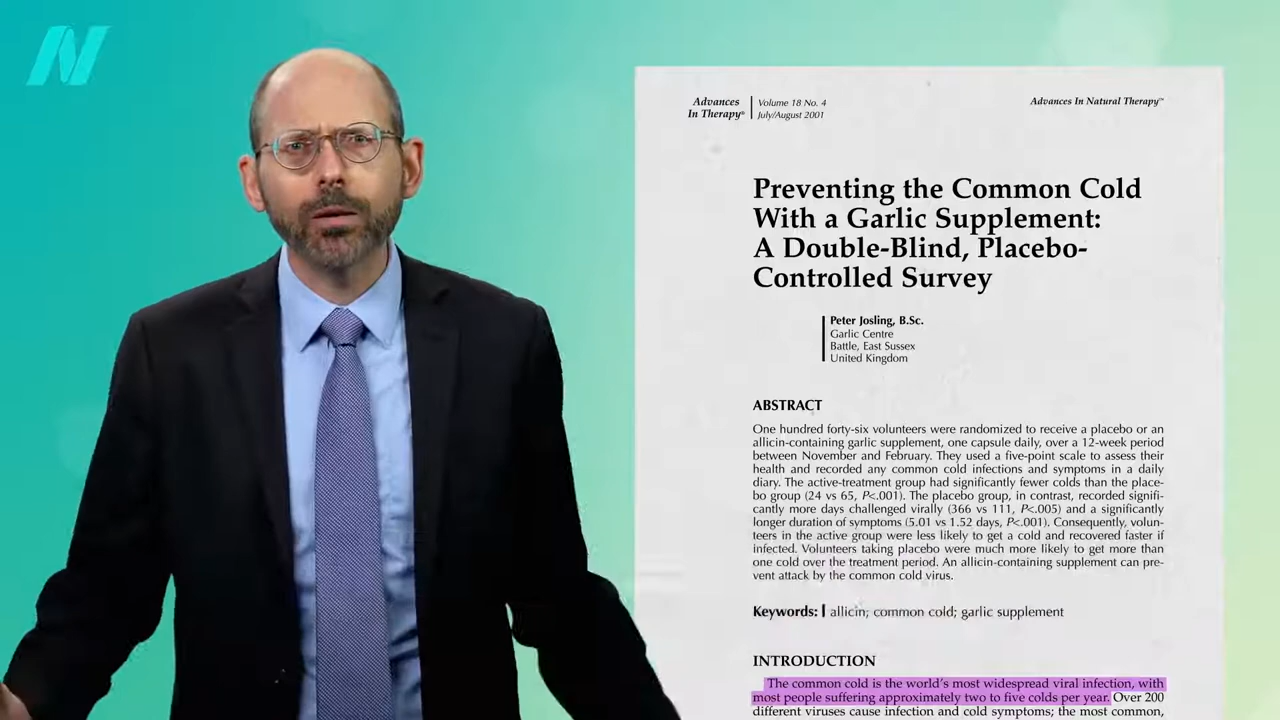 Advances
In Therapy®
Volume 18 No. 4
July/August 2001
Advances In Natural Therapy™
Preventing the Common Cold
With a Garlic Supplement:
A Double-Blind, Placebo-
Controlled Survey
Peter Josling, B.Sc.
Garlic Centre
Battle, East Sussex
United Kingdom
ABSTRACT
One hundred forty-six volunteers were randomized to receive a placebo or an
allicin-containing garlic supplement, one capsule daily, over a 12-week period
between November and February. They used a five-point scale to assess their
health and recorded any common cold infections and symptoms in a daily
diary. The active-treatment group had significantly fewer colds than the place-
bo group (24 vs 65, P<.001). The placebo group, in contrast, recorded signifi-
cantly more days challenged virally (366 vs 111, P<.005) and a significantly
longer duration of symptoms (5.01 vs 1.52 days, P<.001). Consequently, volun-
teers in the active group were less likely to get a cold and recovered faster if
infected. Volunteers taking placebo were much more likely to get more than
one cold over the treatment period. An allicin-containing supplement can pre-
vent attack by the common cold virus.
Keywords: allicin; common cold; garlic supplement
INTRODUCTION
The common cold is the world's most widespread viral infection, with
most people suffering approximately two to five colds per year. Over 200
different viruses cause infection and cold symptoms; the most common,